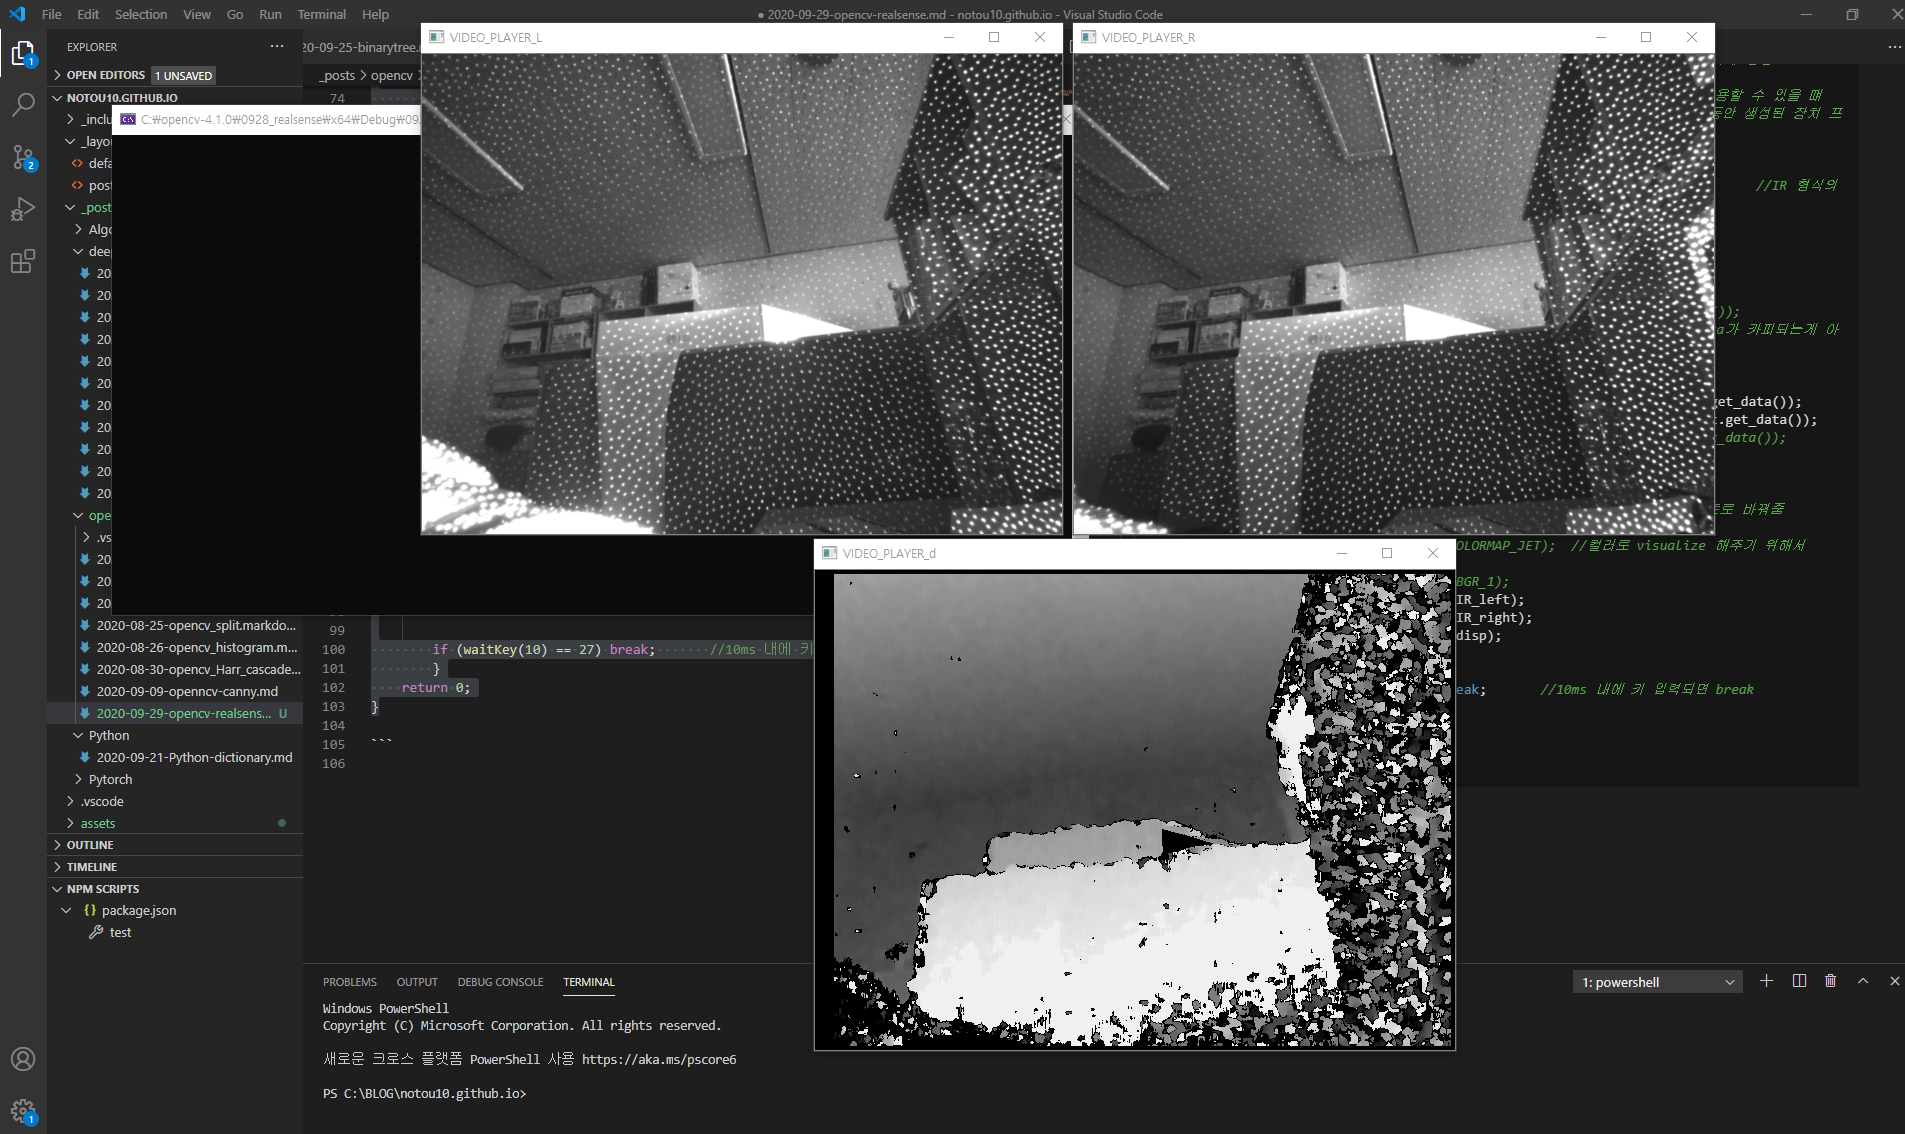 File Edit Selection View Go Run Terminal Help
● 2020-09-29-opencv-realsense.md - notou10.github.io - Visual Studio Code
EXPLORER
OPEN EDITORS 1 UNSAVED
NOTOU10.GITHUB.IO
_inclu
_layo
defa
post
_post
Algo
deep
20
20
20
20
20
20
20
20
20
20
20
ope
.vs
20
20
20
2020-08-25-opencv_split.markdo...
2020-08-26-opencv_histogram.m...
2020-08-30-opencv_Harr_cascade...
2020-09-09-openncv-canny.md
2020-09-29-opencv-realsens... U
Python
2020-09-21-Python-dictionary.md
Pytorch
.vscode
assets
OUTLINE
TIMELINE
NPM SCRIPTS
{} package.json
test
20-09-25-binarytree.
_posts > opencv >
74
C:\opencv-4.1.0\0928_realsense\x64\Debug\09
VIDEO_PLAYER_L
VIDEO_PLAYER_R
VIDEO_PLAYER_d
용할 수 있을 때
동안 생성된 장치 프
//IR 형식의
());
a가 카피되는게 아
get_data());
.get_data());
_data());
트로 바꿔줌
OLORMAP_JET); //컬러로 visualize 해주기 위해서
BGR_1);
IR_left);
IR_right);
disp);
eak; //10ms 내에 키 입력되면 break
99
100 if (waitKey(10) == 27) break; //10ms 내에 키
101 }
102 return 0;
103 }
104
105 ```
106
PROBLEMS OUTPUT DEBUG CONSOLE TERMINAL
1: powershell
Windows PowerShell
Copyright (C) Microsoft Corporation. All rights reserved.
새로운 크로스 플랫폼 PowerShell 사용 https://aka.ms/pscore6
PS C:\BLOG\notou10.github.io>